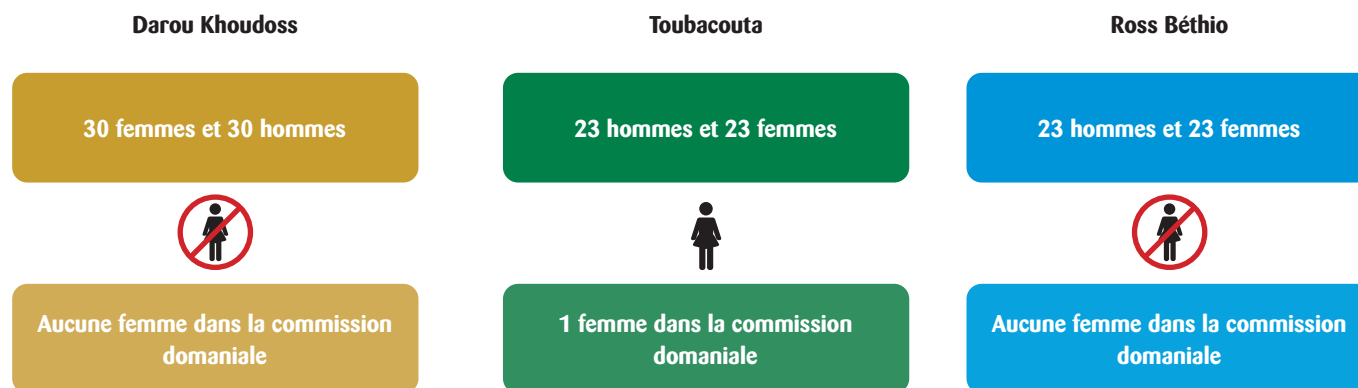 Darou Khoudoss
30 femmes et 30 hommes
Aucune femme dans la commission
domaniale
Toubacouta
23 hommes et 23 femmes
1 femme dans la commission
domaniale
Ross Béthio
23 hommes et 23 femmes
Aucune femme dans la commission
domaniale